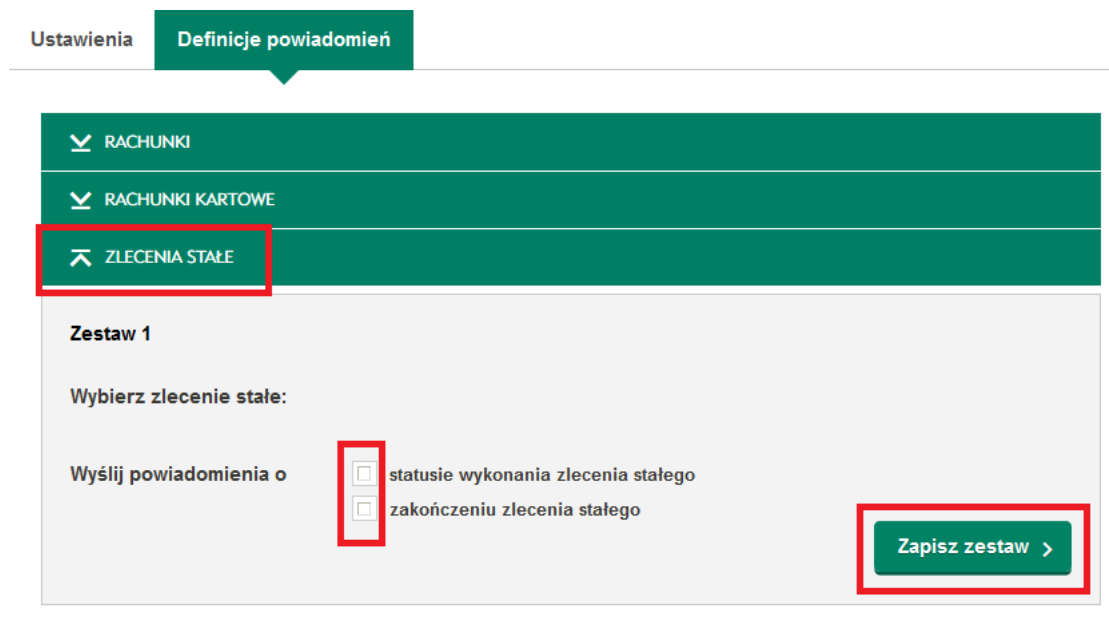 Ustawienia Definicje powiadomień
RACHUNKI
RACHUNKI KARTOWE
ZLECENIA STAŁE
Zestaw 1
Wybierz zlecenie stałe:
Wyślij powiadomienia o statusie wykonania zlecenia stałego
zakończeniu zlecenia stałego
Zapisz zestaw